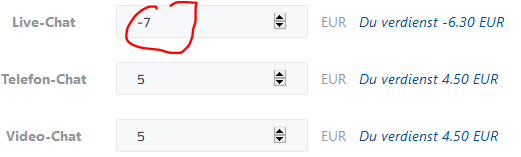 Live-Chat -7 EUR Du verdienst -6.30 EUR
Telefon-Chat 5 EUR Du verdienst 4.50 EUR
Video-Chat 5 EUR Du verdienst 4.50 EUR